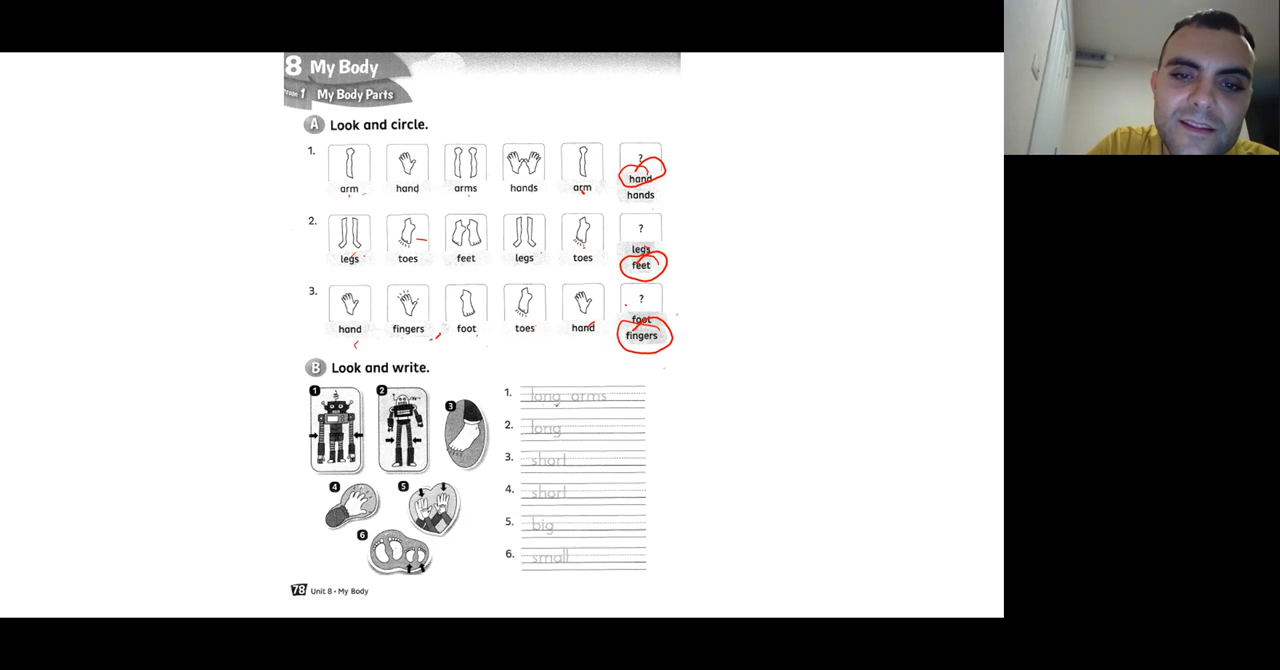 8 My Body
1 My Body Parts
A Look and circle.
1.
?
arm hand arms hands arm hand
hands
2.
?
legs toes feet legs toes legs
feet
3.
?
hand fingers foot toes hand foot
fingers
B Look and write.
1 2 3 4 5 6
1. long arms
2. long
3. short
4. short
5. big
6. small
78 Unit 8 • My Body